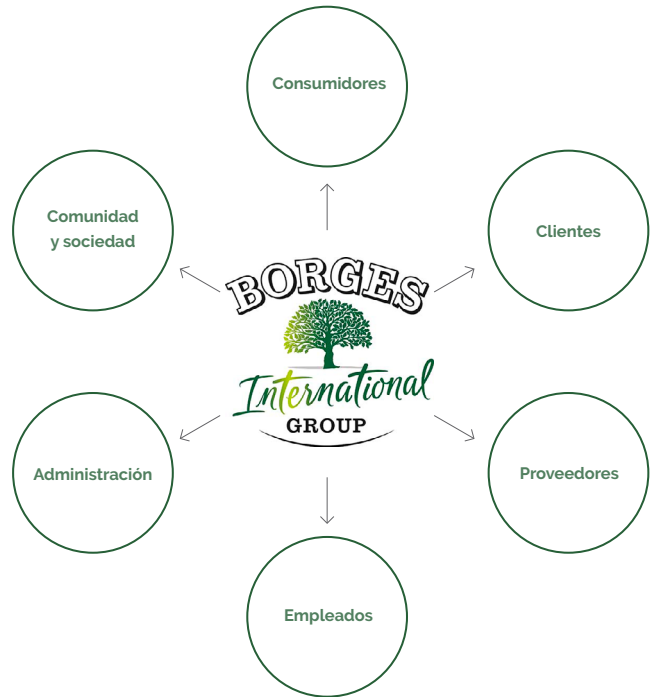 Consumidores
Comunidad
y sociedad
Clientes
BORGES
International
GROUP
Administración
Proveedores
Empleados